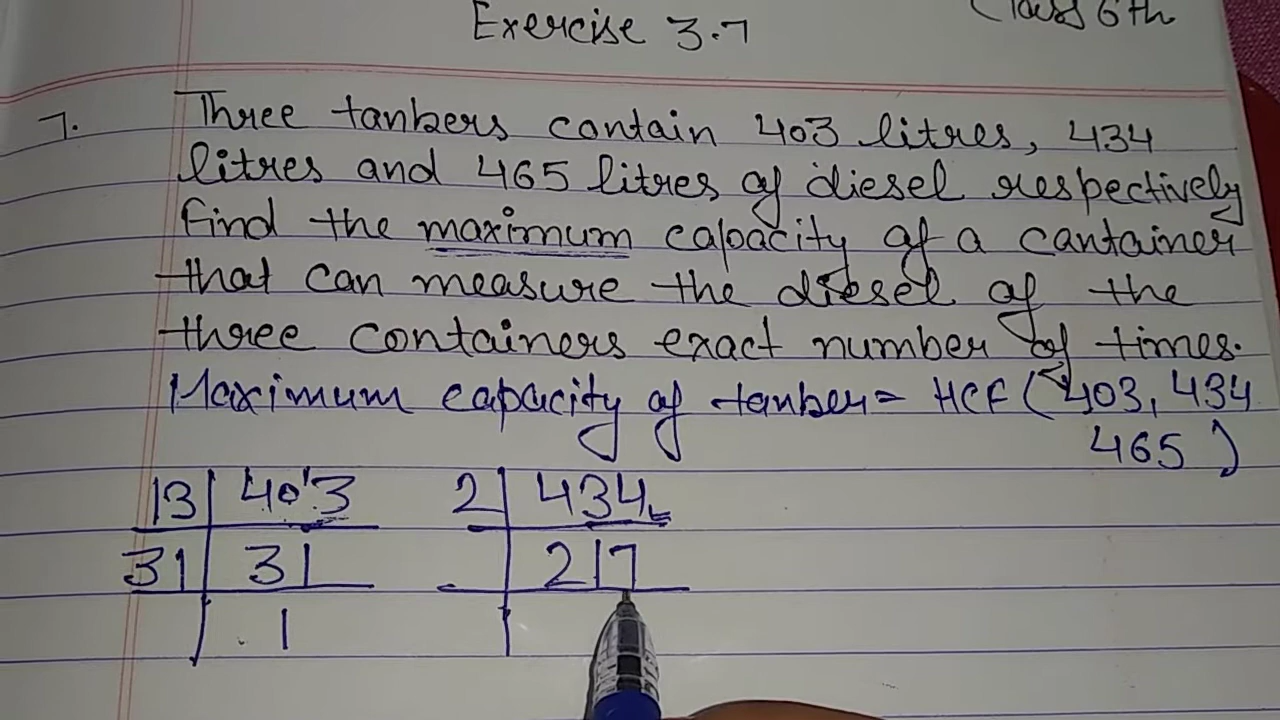 Exercise 3.7
Class 6th
7. Three tankers contain 403 litres, 434
litres and 465 litres of diesel respectively
find the maximum capacity of a cantainer
that can measure the diesel of the
three containers exact number of times.
Maximum capacity of tanker = HCF (403, 434
465)
13 | 403 2 | 434
31 | 31 217
1